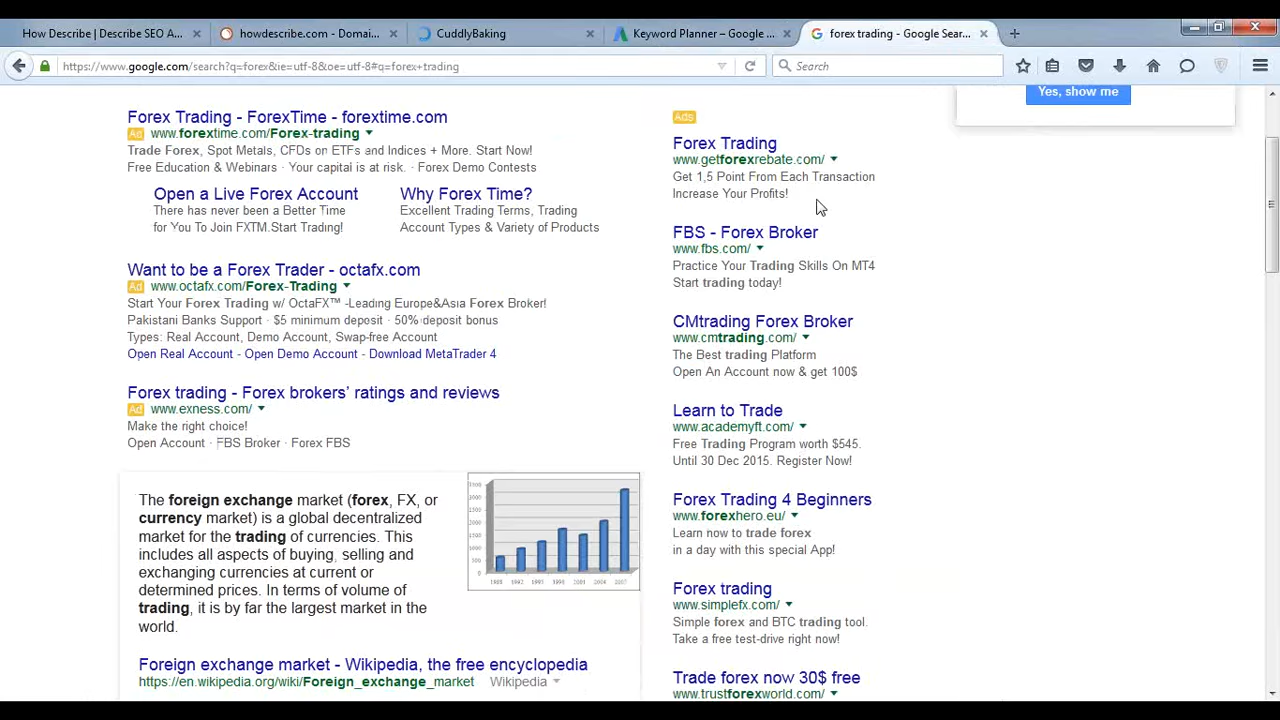 How Describe | Describe SEO A...
howdescribe.com - Domai...
CuddlyBaking
Keyword Planner – Google ...
forex trading - Google Sear...
https://www.google.com/search?q=forex&ie=utf-8&oe=utf-8#q=forex+trading
Search
Yes, show me
Forex Trading - ForexTime - forextime.com
Ad www.forextime.com/Forex-trading
Trade Forex, Spot Metals, CFDs on ETFs and Indices + More. Start Now!
Free Education & Webinars · Your capital is at risk. · Forex Demo Contests
Open a Live Forex Account
There has never been a Better Time
for You To Join FXTM.Start Trading!
Why Forex Time?
Excellent Trading Terms, Trading
Account Types & Variety of Products
Want to be a Forex Trader - octafx.com
Ad www.octafx.com/Forex-Trading
Start Your Forex Trading w/ OctaFX™ -Leading Europe&Asia Forex Broker!
Pakistani Banks Support · $5 minimum deposit · 50% deposit bonus
Types: Real Account, Demo Account, Swap-free Account
Open Real Account - Open Demo Account - Download MetaTrader 4
Forex trading - Forex brokers' ratings and reviews
Ad www.exness.com/
Make the right choice!
Open Account · FBS Broker · Forex FBS
The foreign exchange market (forex, FX, or
currency market) is a global decentralized
market for the trading of currencies. This
includes all aspects of buying, selling and
exchanging currencies at current or
determined prices. In terms of volume of
trading, it is by far the largest market in the
world.
Foreign exchange market - Wikipedia, the free encyclopedia
https://en.wikipedia.org/wiki/Foreign_exchange_market Wikipedia
Ads
Forex Trading
www.getforexrebate.com/
Get 1,5 Point From Each Transaction
Increase Your Profits!
FBS - Forex Broker
www.fbs.com/
Practice Your Trading Skills On MT4
Start trading today!
CMtrading Forex Broker
www.cmtrading.com/
The Best trading Platform
Open An Account now & get 100$
Learn to Trade
www.academyft.com/
Free Trading Program worth $545.
Until 30 Dec 2015. Register Now!
Forex Trading 4 Beginners
www.forexhero.eu/
Learn now to trade forex
in a day with this special App!
Forex trading
www.simplefx.com/
Simple forex and BTC trading tool.
Take a free test-drive right now!
Trade forex now 30$ free
www.trustforexworld.com/